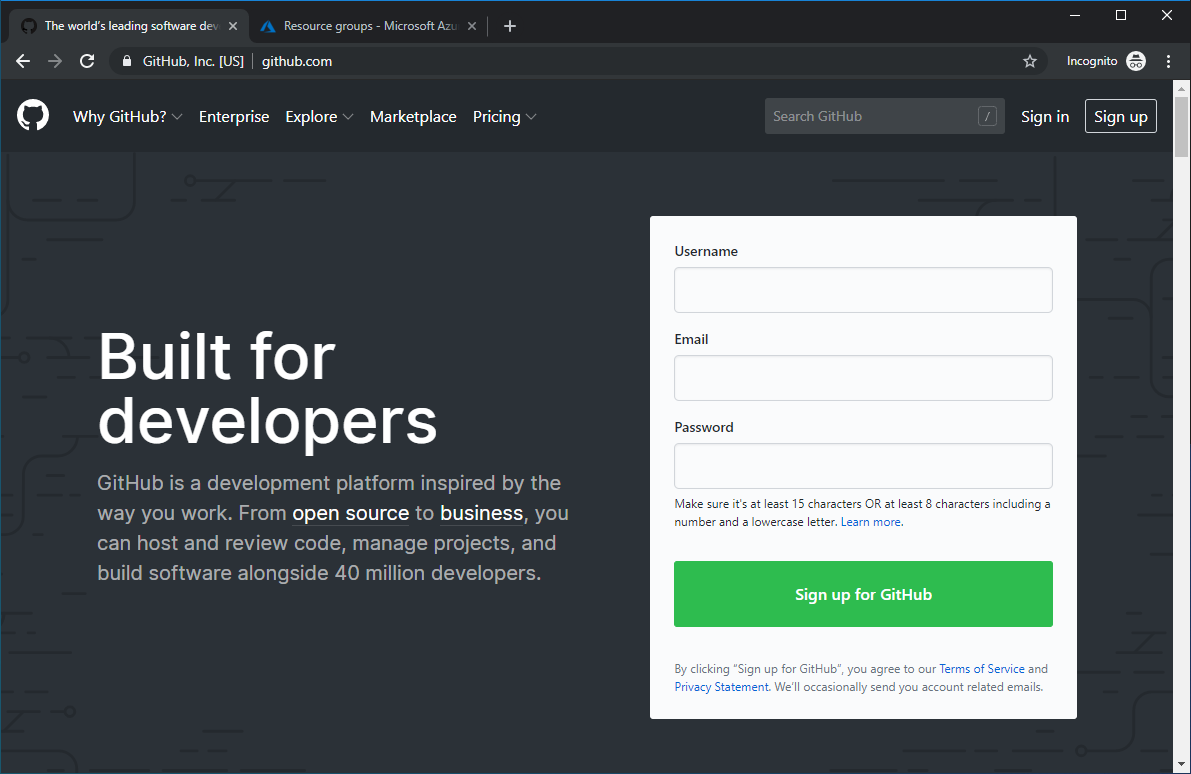 The world's leading software dev
Resource groups - Microsoft Azu
GitHub, Inc. [US] github.com
Incognito
Why GitHub? Enterprise Explore Marketplace Pricing
Search GitHub /
Sign in Sign up
Built for
developers
GitHub is a development platform inspired by the
way you work. From open source to business, you
can host and review code, manage projects, and
build software alongside 40 million developers.
Username
Email
Password
Make sure it's at least 15 characters OR at least 8 characters including a
number and a lowercase letter. Learn more.
Sign up for GitHub
By clicking “Sign up for GitHub”, you agree to our Terms of Service and
Privacy Statement. We’ll occasionally send you account related emails.